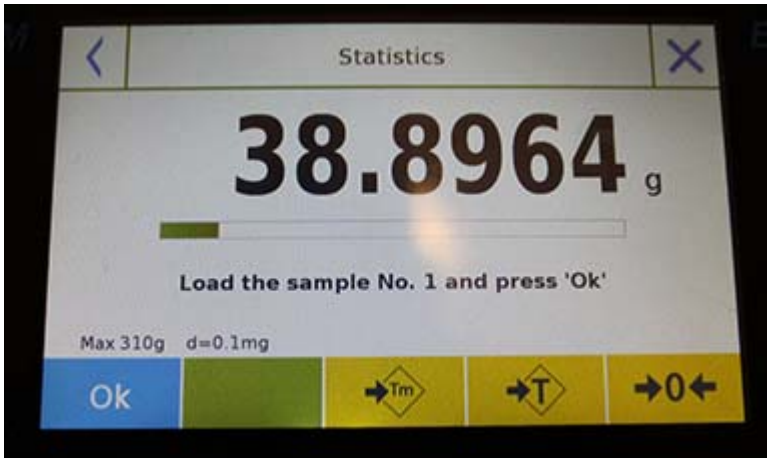 Statistics
38.8964 g
Load the sample No. 1 and press 'Ok'
Max 310g d=0.1mg
Ok Tm T 0